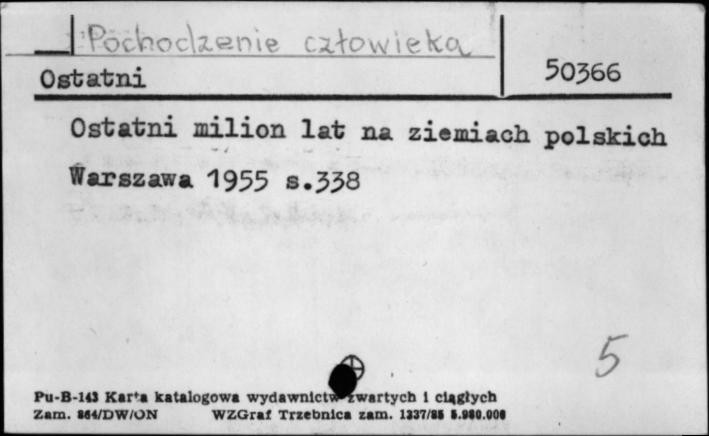 Pochodzenie człowieka
Ostatni
50366
Ostatni milion lat na ziemiach polskich
Warszawa 1955 s.338
5
Pu-B-143 Karta katalogowa wydawnictw zwartych i ciągłych
Zam. 864/DW/ON WZGraf Trzebnica zam. 1337/85 5.980.000